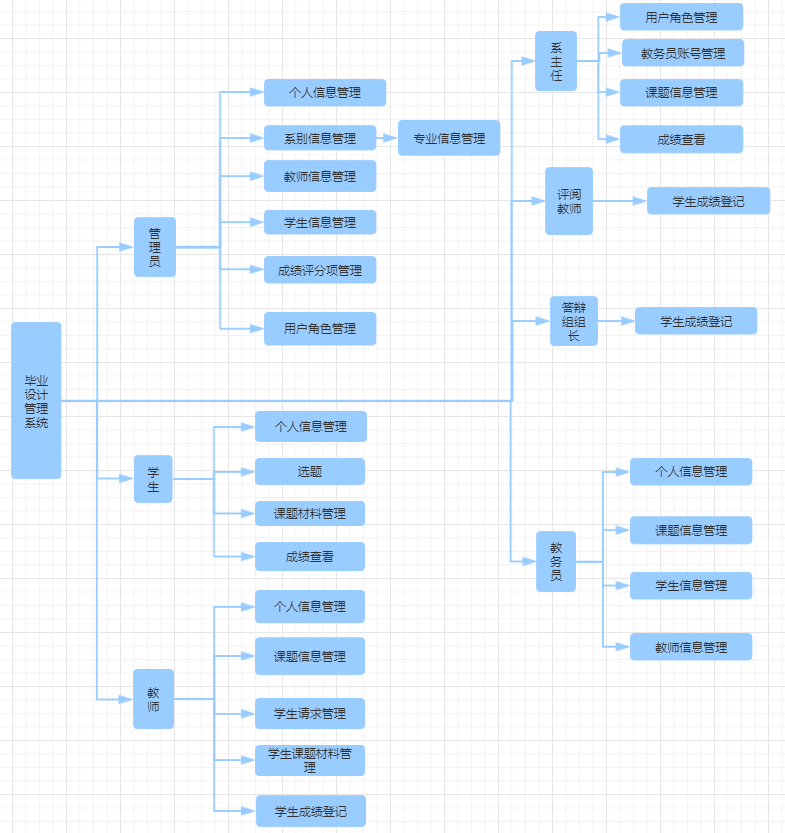 毕业
设计
管理
系统
管
理
员
个人信息管理
系别信息管理
专业信息管理
教师信息管理
学生信息管理
成绩评分项管理
用户角色管理
学
生
个人信息管理
选题
课题材料管理
成绩查看
教
师
个人信息管理
课题信息管理
学生请求管理
学生课题材料管
理
学生成绩登记
系
主
任
用户角色管理
教务员账号管理
课题信息管理
成绩查看
评阅
教师
学生成绩登记
答辩
组组
长
学生成绩登记
教
务
员
个人信息管理
课题信息管理
学生信息管理
教师信息管理